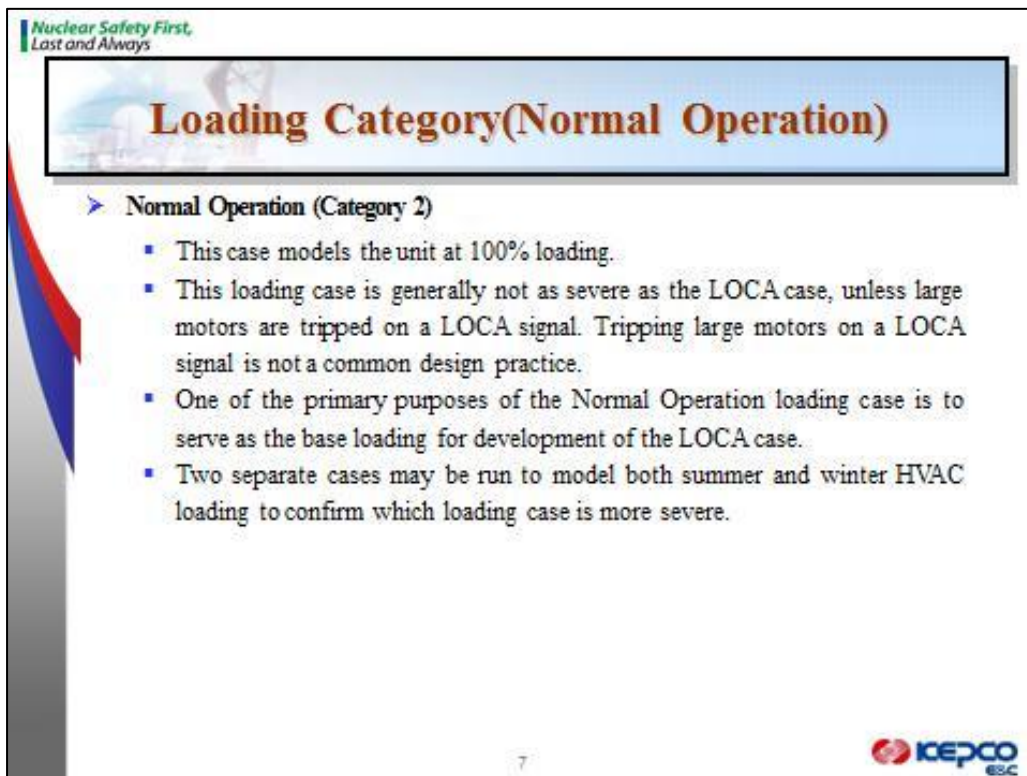 Nuclear Safety First,
Last and Always
Loading Category(Normal Operation)
Normal Operation (Category 2)
This case models the unit at 100% loading.
This loading case is generally not as severe as the LOCA case, unless large
motors are tripped on a LOCA signal. Tripping large motors on a LOCA
signal is not a common design practice.
One of the primary purposes of the Normal Operation loading case is to
serve as the base loading for development of the LOCA case.
Two separate cases may be run to model both summer and winter HVAC
loading to confirm which loading case is more severe.
7
KEPCO
E&C